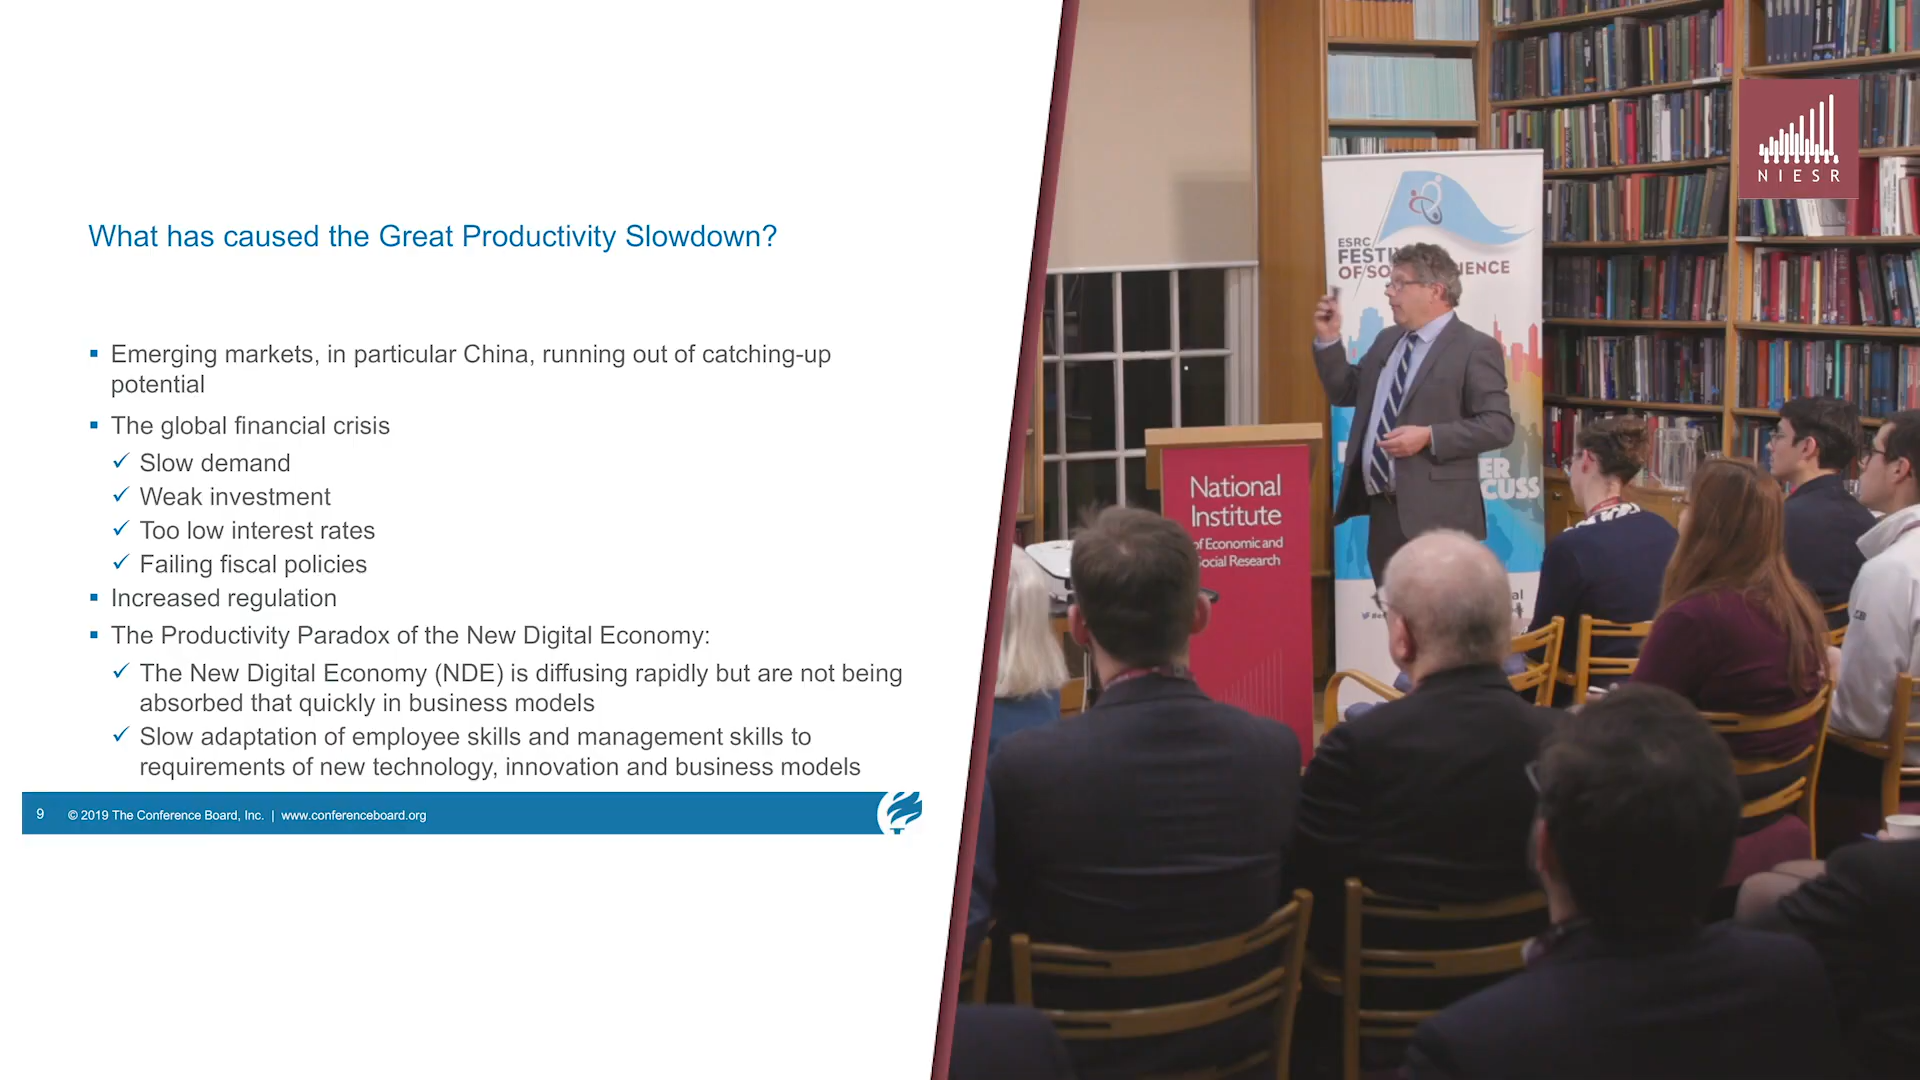 What has caused the Great Productivity Slowdown?
▪ Emerging markets, in particular China, running out of catching-up
potential
▪ The global financial crisis
✓ Slow demand
✓ Weak investment
✓ Too low interest rates
✓ Failing fiscal policies
▪ Increased regulation
▪ The Productivity Paradox of the New Digital Economy:
✓ The New Digital Economy (NDE) is diffusing rapidly but are not being
absorbed that quickly in business models
✓ Slow adaptation of employee skills and management skills to
requirements of new technology, innovation and business models
9 © 2019 The Conference Board, Inc. | www.conferenceboard.org
NIESR
ESRC
OF
National
Institute
of Economic and
Social Research